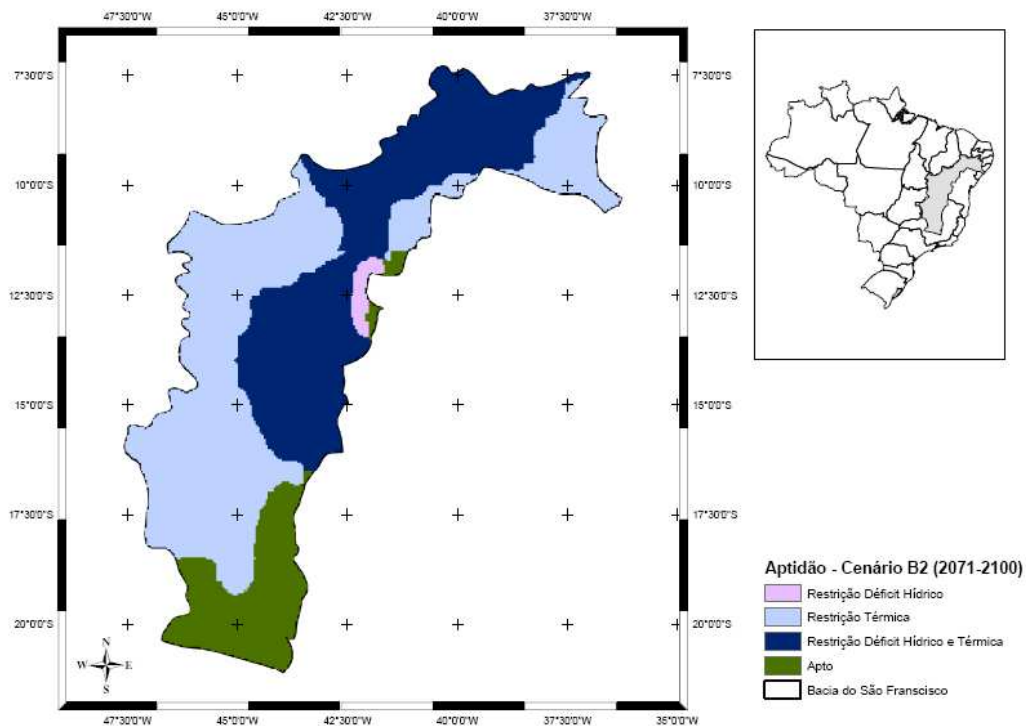 47°30'0"W 45°0'0"W 42°30'0"W 40°0'0"W 37°30'0"W
7°30'0"S 7°30'0"S
10°0'0"S 10°0'0"S
12°30'0"S 12°30'0"S
15°0'0"S 15°0'0"S
17°30'0"S 17°30'0"S
20°0'0"S 20°0'0"S
N
W E
S
47°30'0"W 45°0'0"W 42°30'0"W 40°0'0"W 37°30'0"W 35°0'0"W
Aptidão - Cenário B2 (2071-2100)
Restrição Déficit Hídrico
Restrição Térmica
Restrição Déficit Hídrico e Térmica
Apto
Bacia do São Franscisco